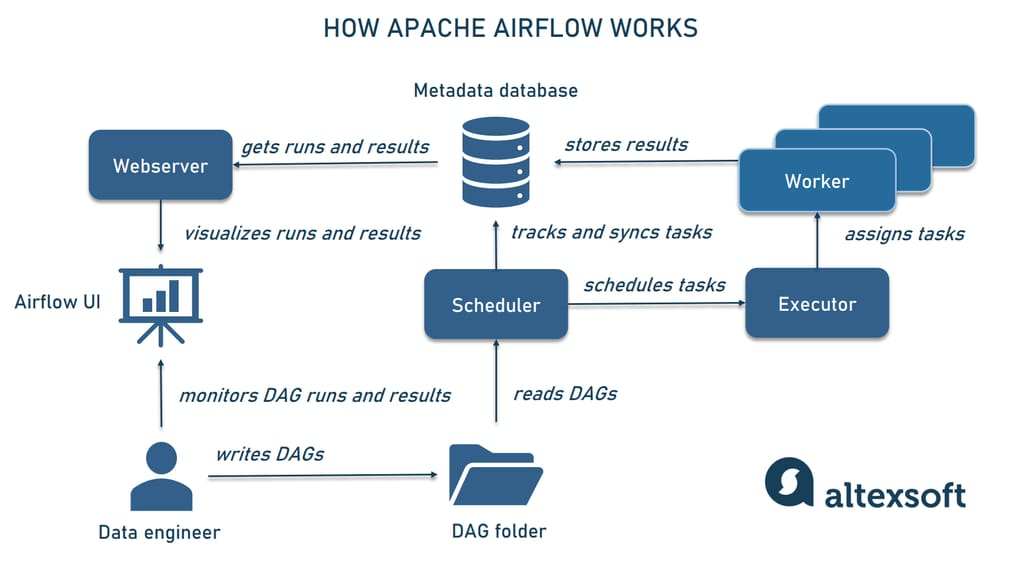 HOW APACHE AIRFLOW WORKS
Metadata database
Webserver
gets runs and results
stores results
Worker
visualizes runs and results
tracks and syncs tasks
assigns tasks
Airflow UI
Scheduler
schedules tasks
Executor
monitors DAG runs and results
reads DAGs
writes DAGs
altexsoft
Data engineer
DAG folder